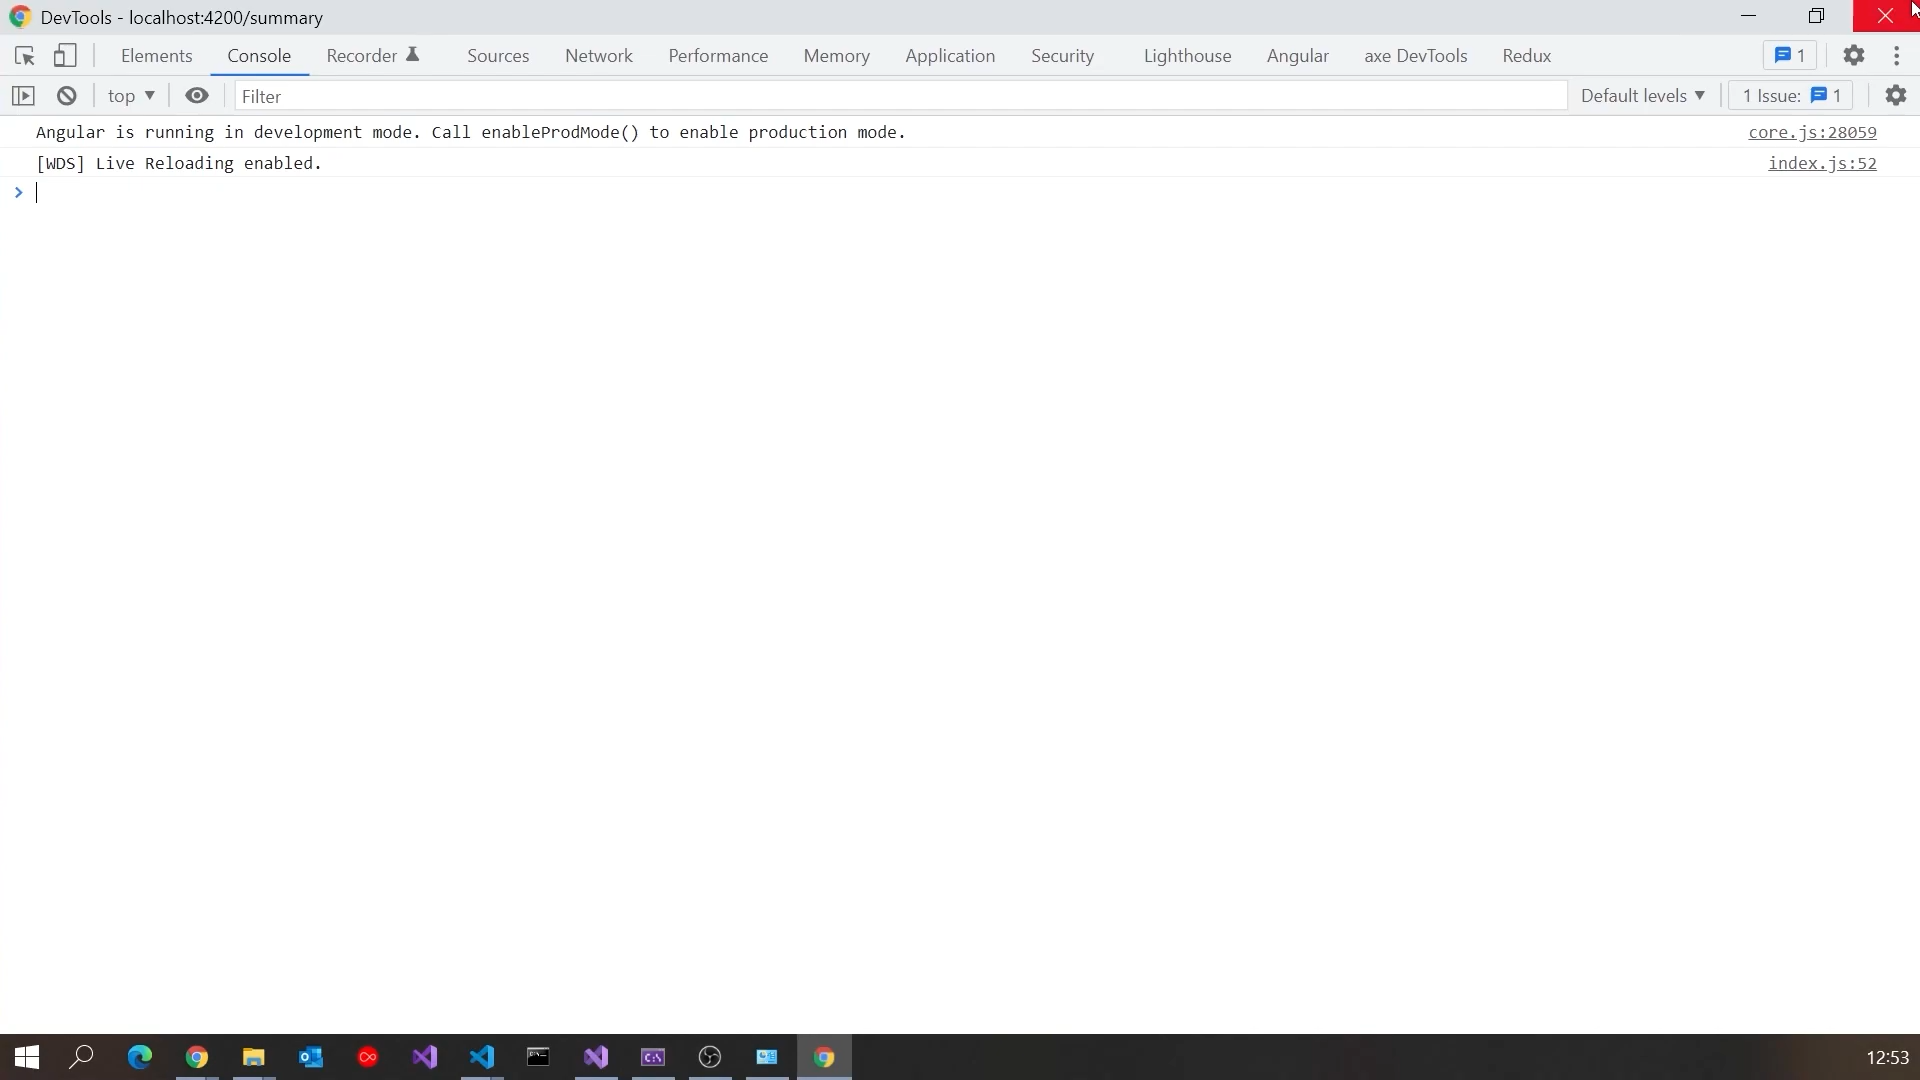 DevTools - localhost:4200/summary
Elements Console Recorder Sources Network Performance Memory Application Security Lighthouse Angular axe DevTools Redux 1
top Filter Default levels 1 Issue: 1
Angular is running in development mode. Call enableProdMode() to enable production mode. core.js:28059
[WDS] Live Reloading enabled. index.js:52
12:53